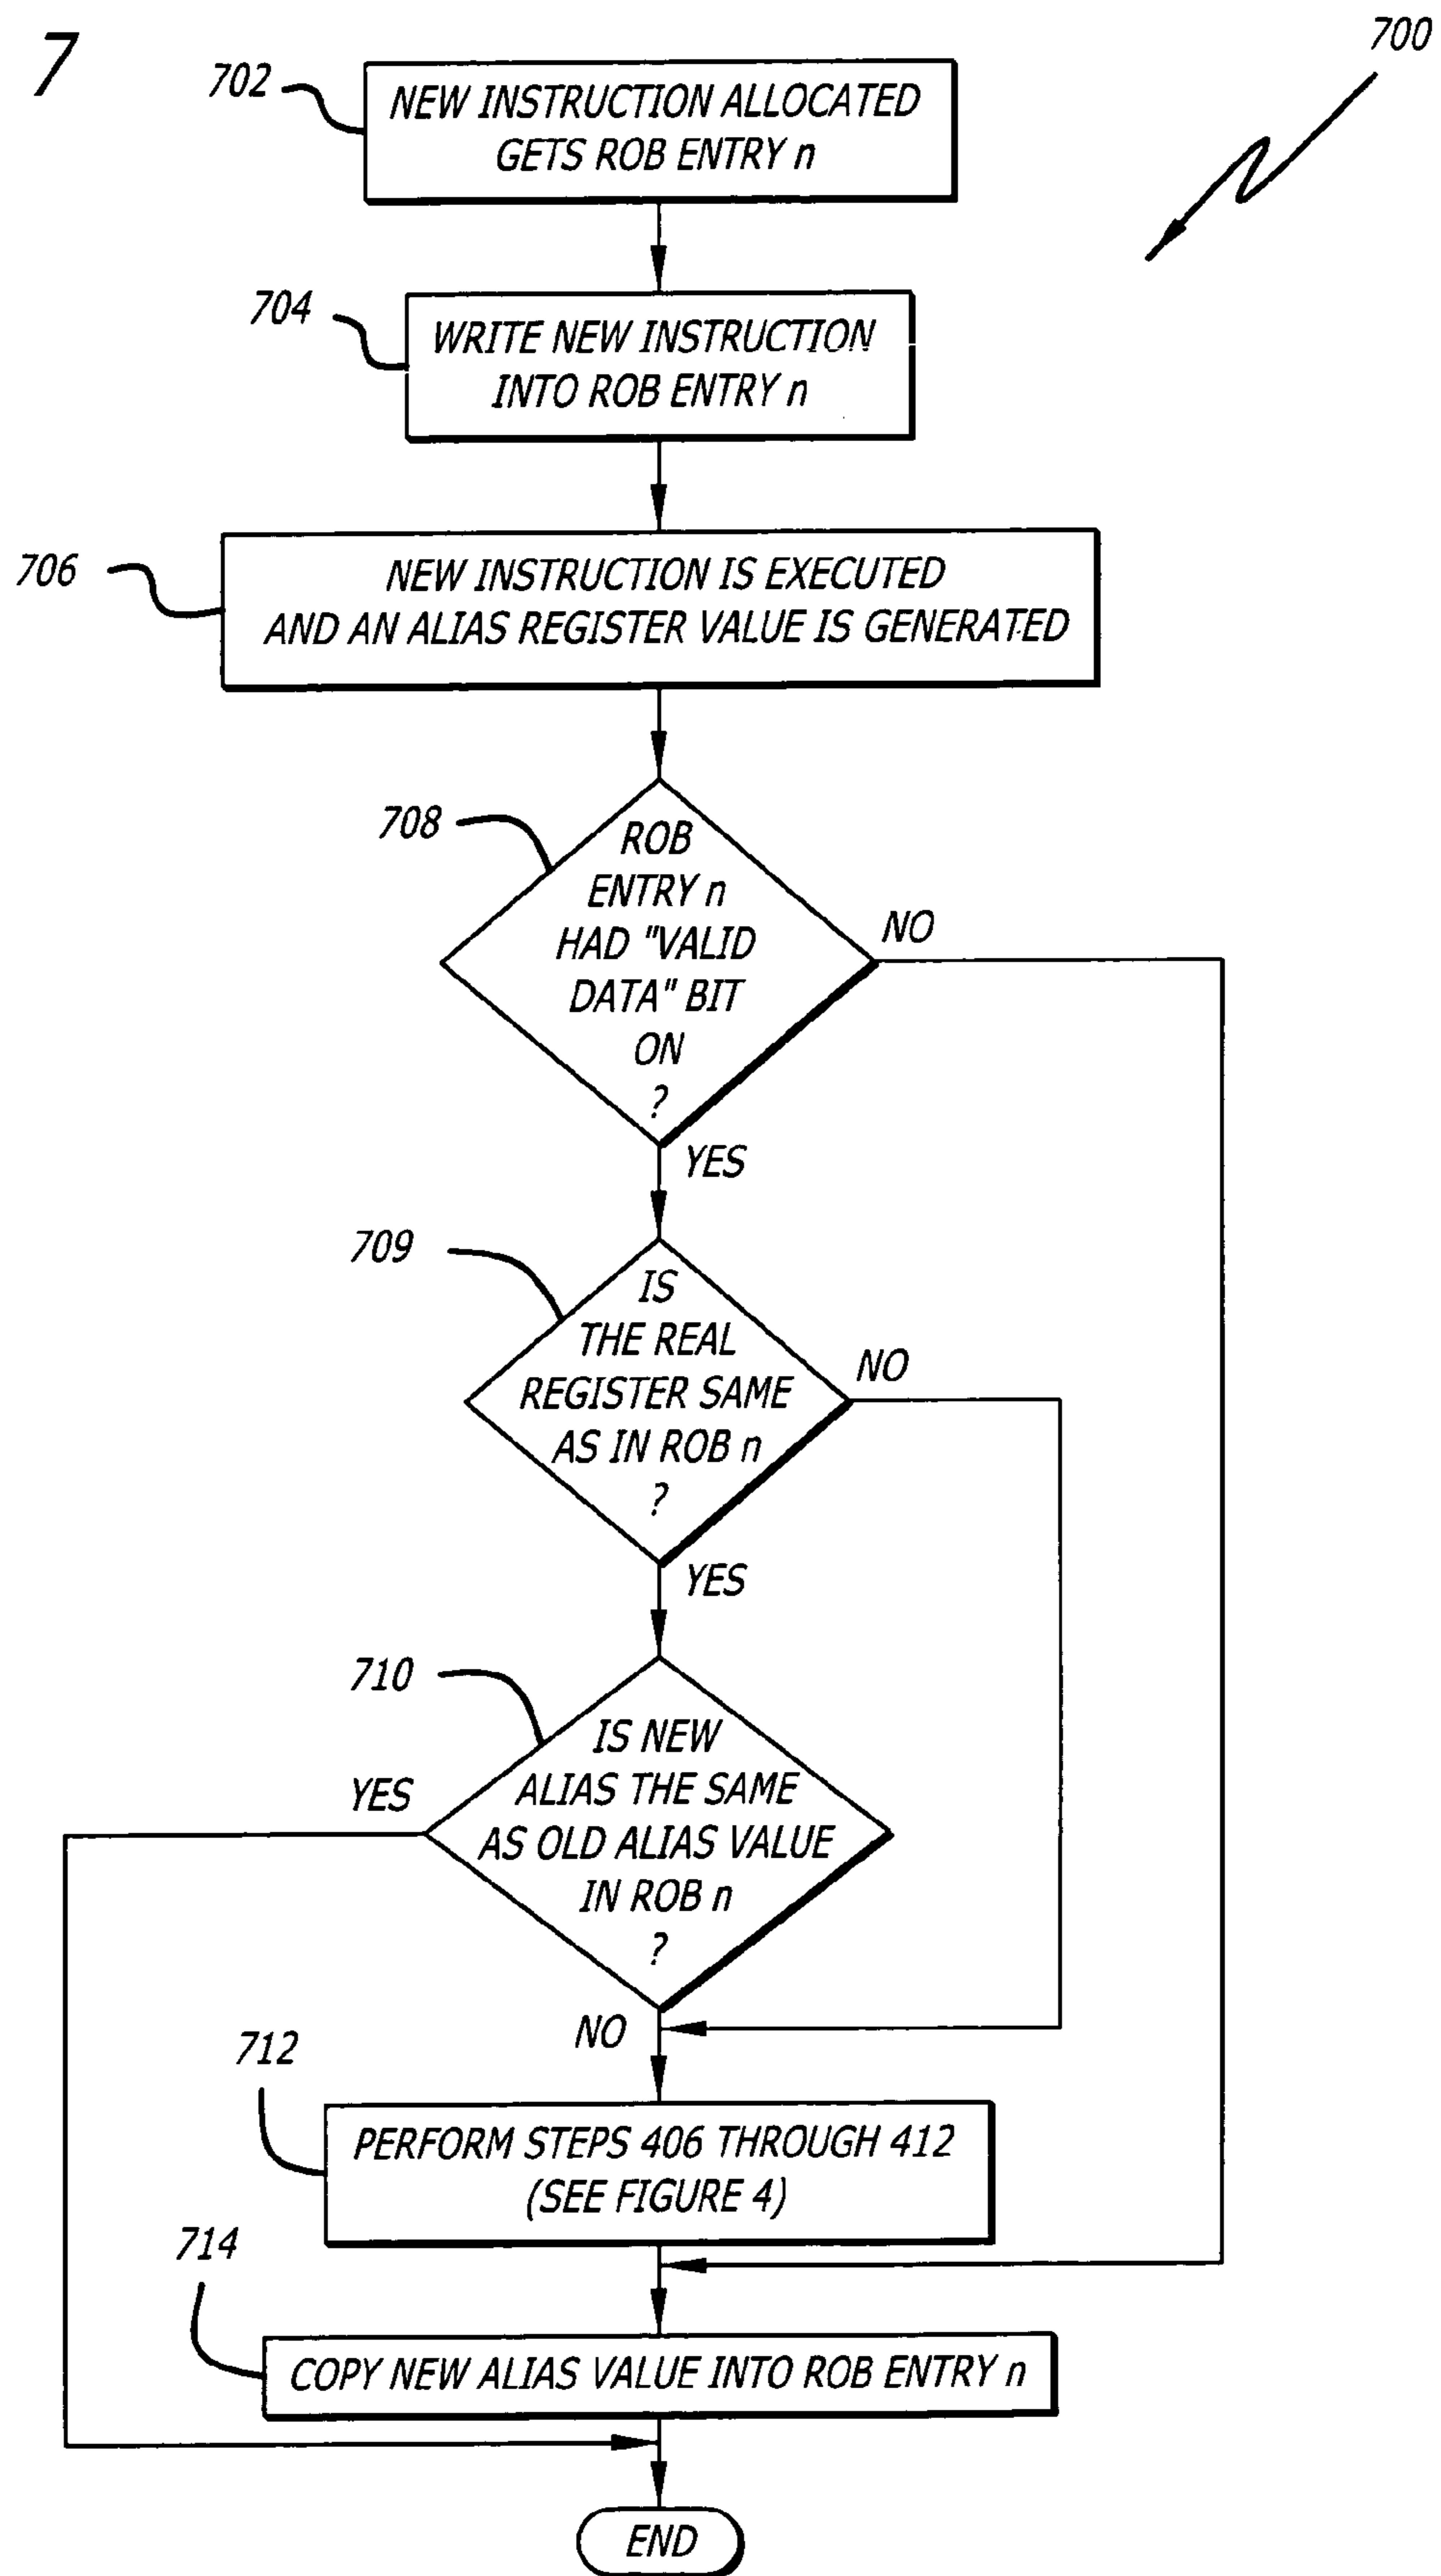 7
700
702
NEW INSTRUCTION ALLOCATED
GETS ROB ENTRY n
704
WRITE NEW INSTRUCTION
INTO ROB ENTRY n
706
NEW INSTRUCTION IS EXECUTED
AND AN ALIAS REGISTER VALUE IS GENERATED
708
ROB
ENTRY n
HAD "VALID
DATA" BIT
ON
?
NO
YES
709
IS
THE REAL
REGISTER SAME
AS IN ROB n
?
NO
YES
710
IS NEW
ALIAS THE SAME
AS OLD ALIAS VALUE
IN ROB n
?
YES
NO
712
PERFORM STEPS 406 THROUGH 412
(SEE FIGURE 4)
714
COPY NEW ALIAS VALUE INTO ROB ENTRY n
END